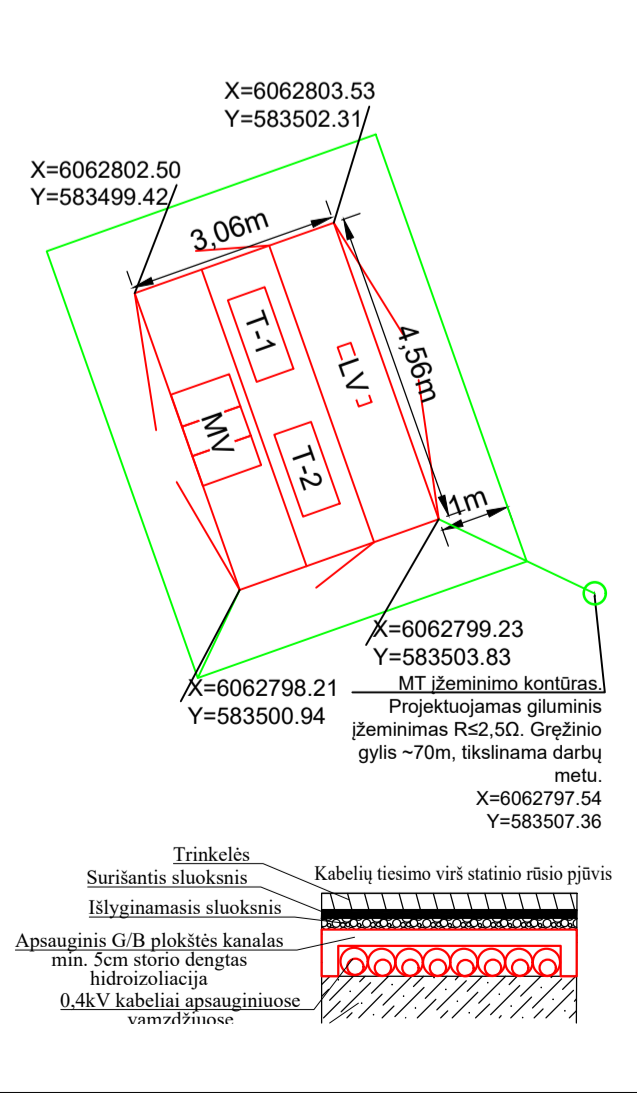 X=6062803.53
Y=583502.31
X=6062802.50
Y=583499.42
3,06m
T-1
LV
4,56m
MV
T-2
1m
X=6062799.23
Y=583503.83
X=6062798.21
Y=583500.94
MT įžeminimo kontūras.
Projektuojamas giluminis
įžeminimas R≤2,5Ω. Gręžinio
gylis ~70m, tikslinama darbų
metu.
X=6062797.54
Y=583507.36
Trinkelės
Kabelių tiesimo virš statinio rūsio pjūvis
Surišantis sluoksnis
Išlyginamasis sluoksnis
Apsauginis G/B plokštės kanalas
min. 5cm storio dengtas
hidroizoliacija
0,4kV kabeliai apsauginiuose
vamzdžiuose